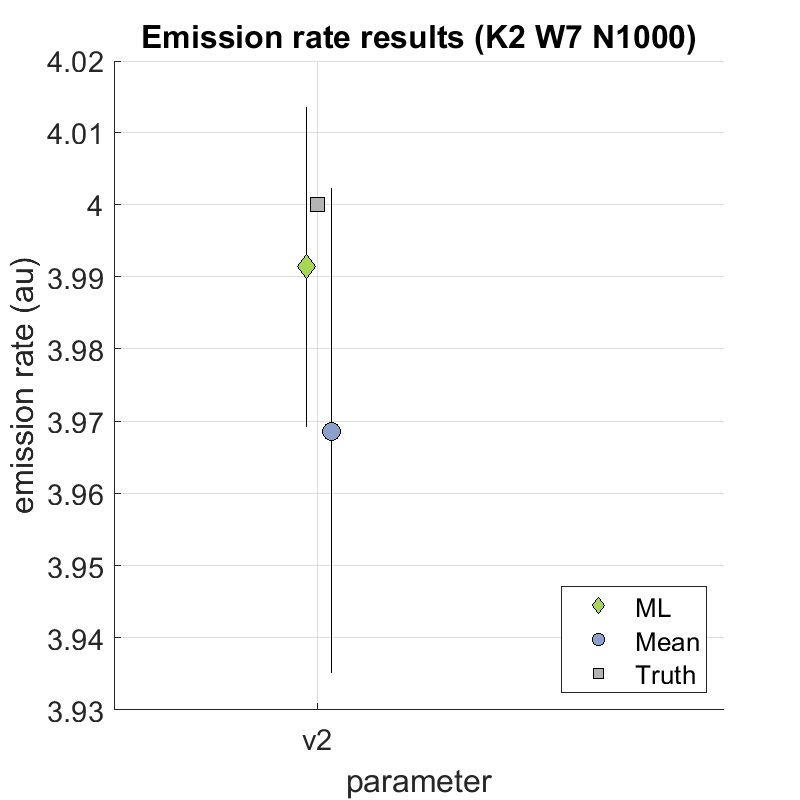 Emission rate results (K2 W7 N1000)
4.02
4.01
4
3.99
3.98
3.97
3.96
3.95
3.94
3.93
emission rate (au)
ML
Mean
Truth
v2
parameter